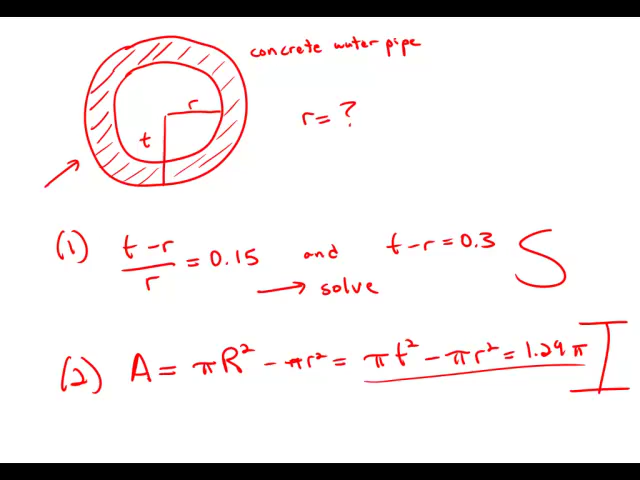 concrete water pipe
r
r = ?
t
(1) t-r/r = 0.15 and t-r = 0.3 S
→ solve
(2) A = πR² - πr² = πt² - πr² = 1.29π I